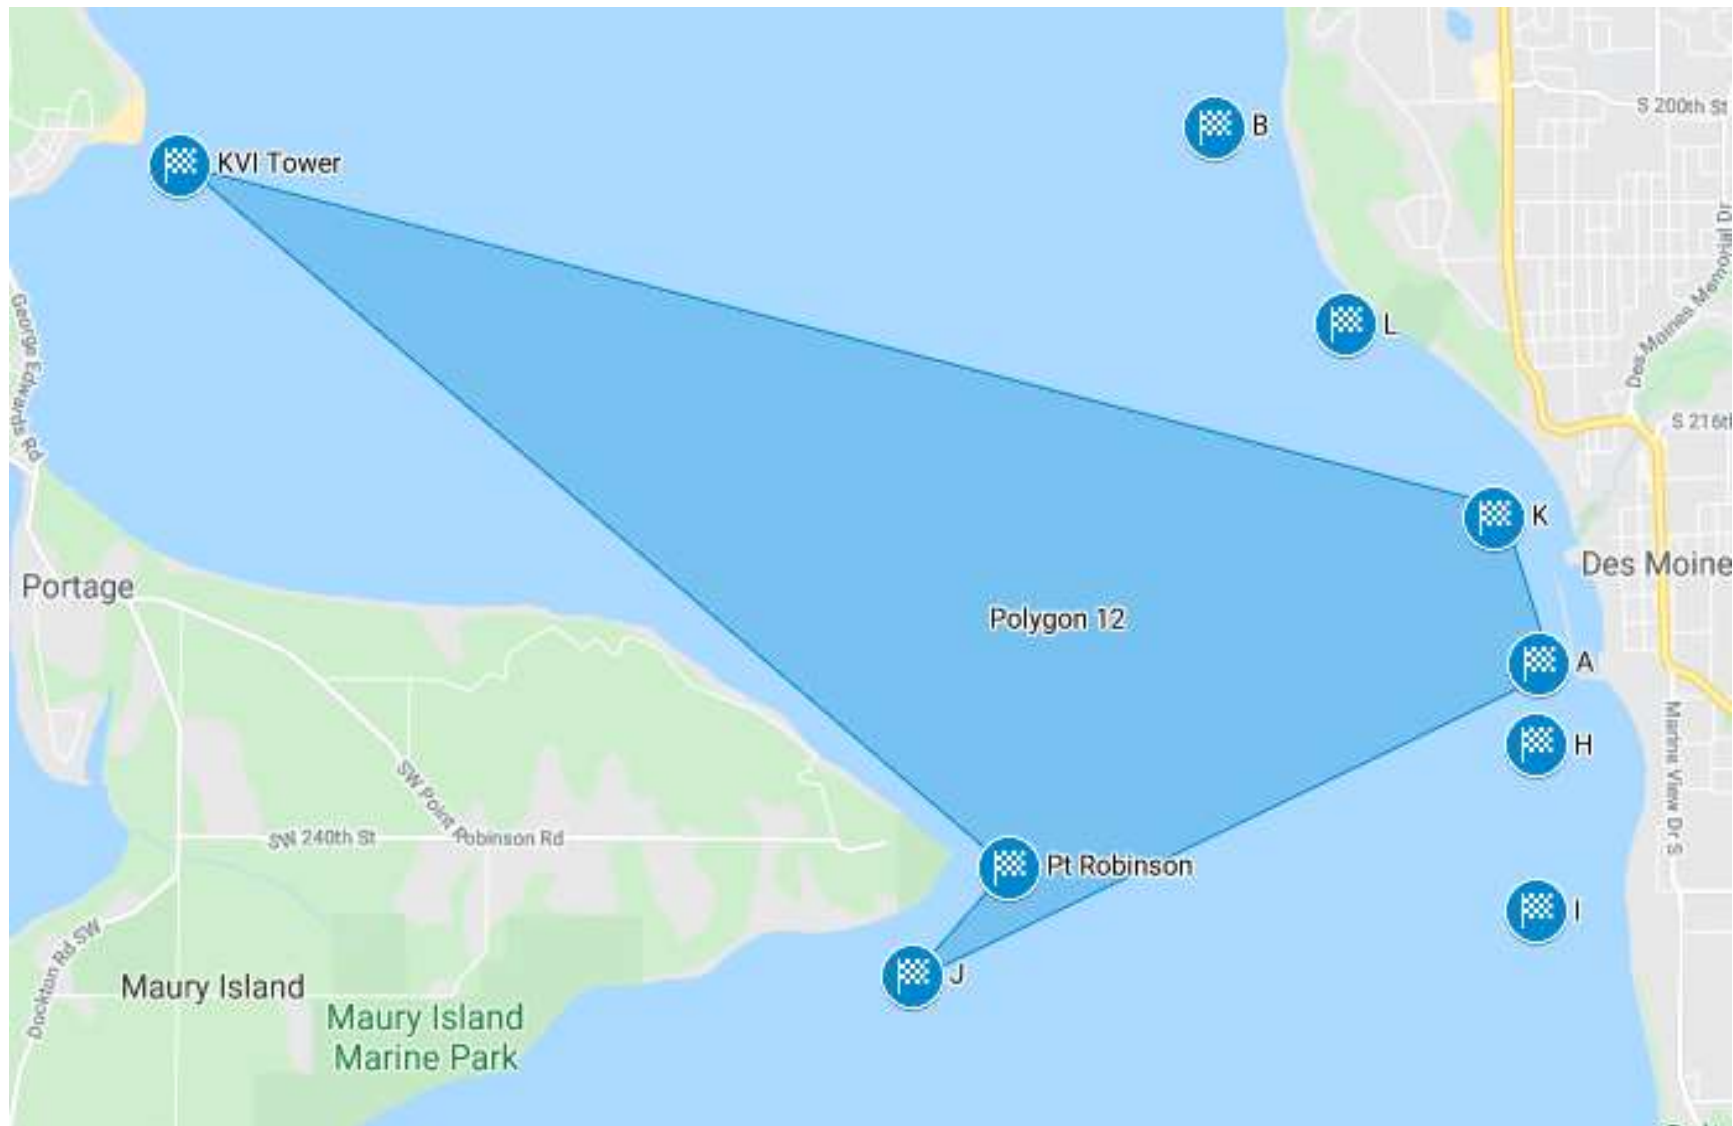 B
S 200th St
KVI Tower
Des Moines Memorial Dr
L
George Edwards Rd
S 216t
K
Des Moine
Portage
Polygon 12
A
H
Marine View Dr S
SW Point Robinson Rd
SW 240th St
Pt Robinson
I
Dockton Rd SW
J
Maury Island
Maury Island
Marine Park